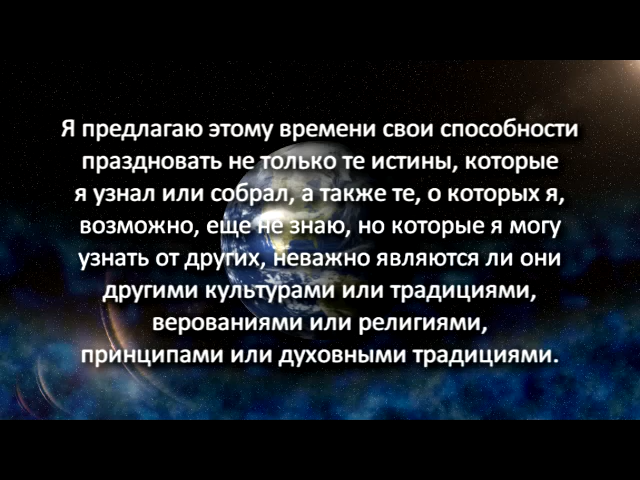 Я предлагаю этому времени свои способности
праздновать не только те истины, которые
я узнал или собрал, а также те, о которых я,
возможно, еще не знаю, но которые я могу
узнать от других, неважно являются ли они
другими культурами или традициями,
верованиями или религиями,
принципами или духовными традициями.